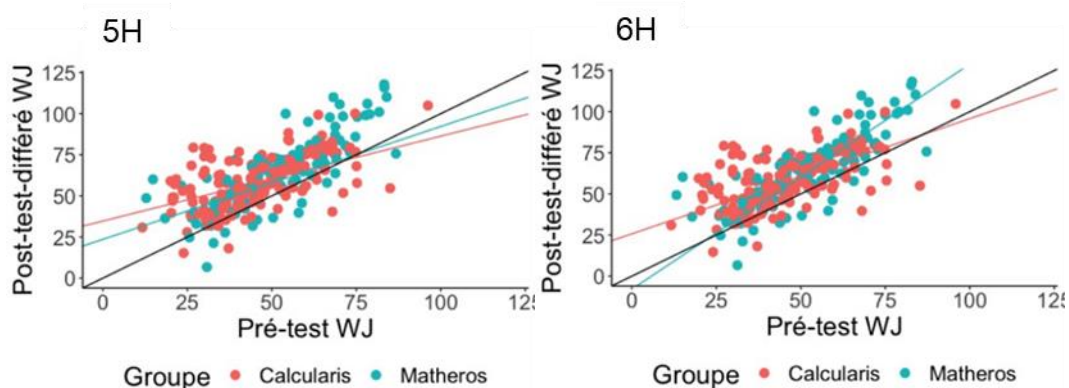 5H
Post-test-différé WJ
125
100
75
50
25
0
0 25 50 75 100 125
Pré-test WJ
Groupe Calcularis Matheros
6H
Post-test-différé WJ
125
100
75
50
25
0
0 25 50 75 100 125
Pré-test WJ
Groupe Calcularis Matheros